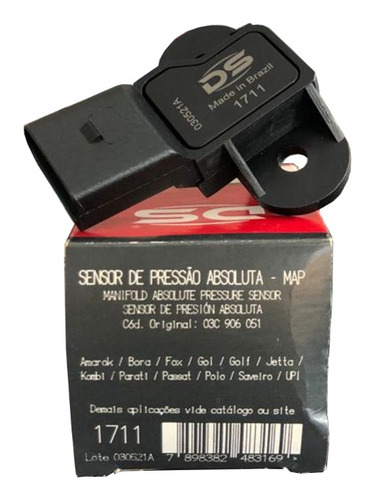 DS
Made in Brazil
1711
030521A
DS
SENSOR DE PRESSÃO ABSOLUTA - MAP
MANIFOLD ABSOLUTE PRESSURE SENSOR
SENSOR DE PRESIÓN ABSOLUTA
Cód. Original: 03C 906 051
Amarok / Bora / Fox / Gol / Golf / Jetta /
Kombi / Parati / Passat / Polo / Saveiro / UP!
Demais aplicações vide catálogo ou site
1711
Lote 030521A
7 898382 483169